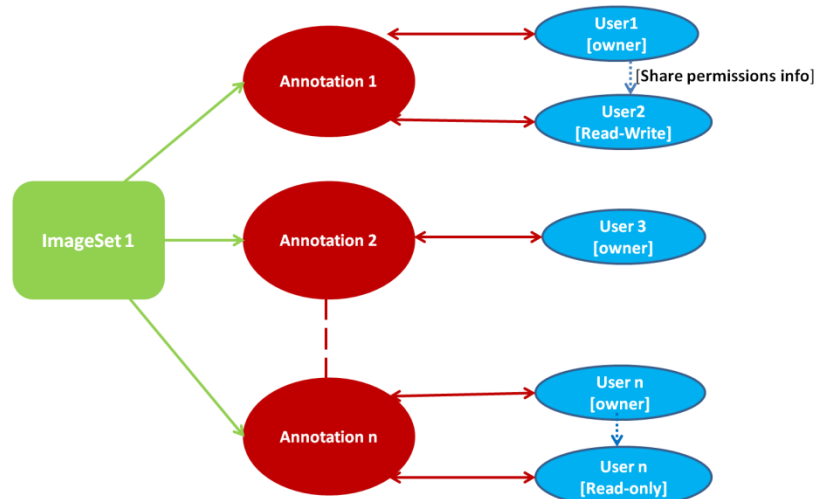 User1
[owner]
Annotation 1
[Share permissions info]
User2
[Read-Write]
ImageSet 1
Annotation 2
User 3
[owner]
User n
[owner]
Annotation n
User n
[Read-only]